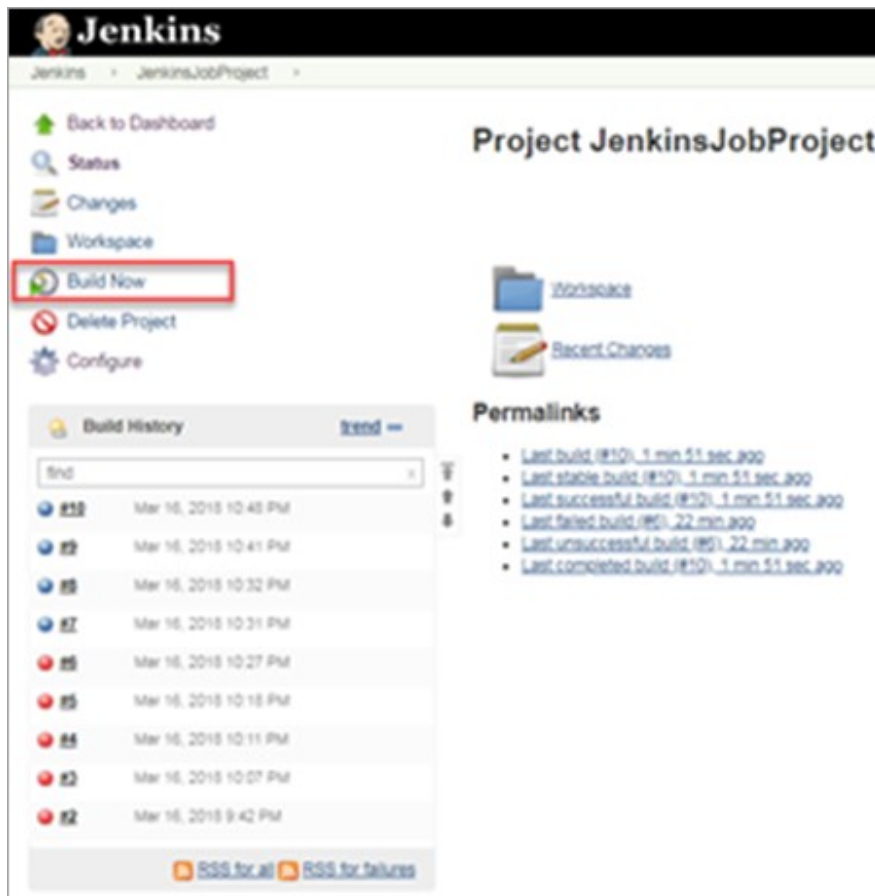 Jenkins
Jenkins
JenkinsJobProject
Back to Dashboard
Status
Changes
Workspace
Build Now
Delete Project
Configure
Project JenkinsJobProject
Workspace
Recent Changes
Permalinks
Last build (#10), 1 min 51 sec ago
Last stable build (#10), 1 min 51 sec ago
Last successful build (#10), 1 min 51 sec ago
Last failed build (#6), 22 min ago
Last unsuccessful build (#6), 22 min ago
Last completed build (#10), 1 min 51 sec ago
Build History
trend
find
x
#10 Mar 16, 2018 10:48 PM
#9 Mar 16, 2018 10:41 PM
#8 Mar 16, 2018 10:32 PM
#7 Mar 16, 2018 10:31 PM
#6 Mar 16, 2018 10:27 PM
#5 Mar 16, 2018 10:18 PM
#4 Mar 16, 2018 10:11 PM
#3 Mar 16, 2018 10:07 PM
#2 Mar 16, 2018 9:42 PM
RSS for all
RSS for failures